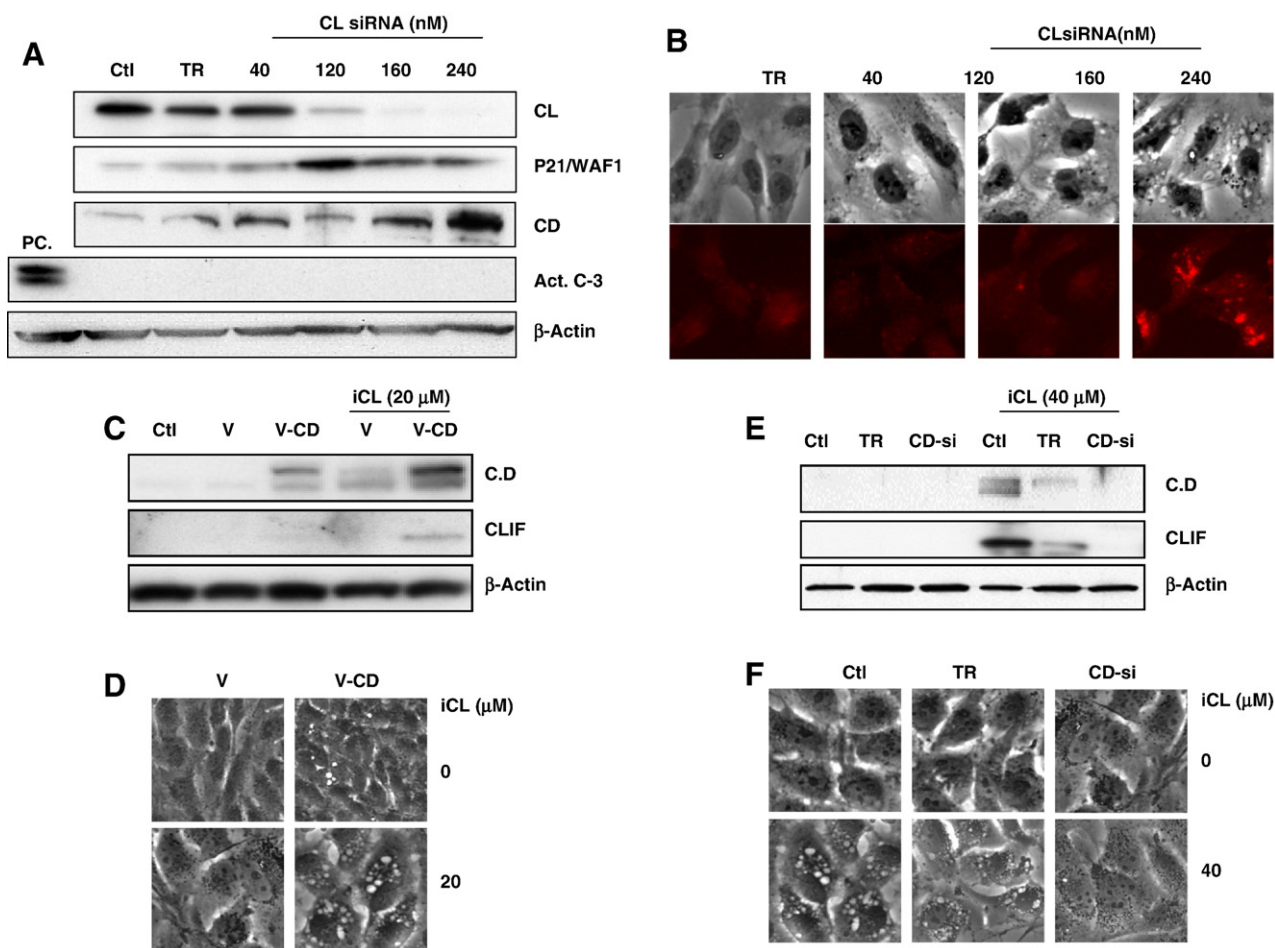 A
CL siRNA (nM)
Ctl TR 40 120 160 240
CL
P21/WAF1
CD
PC.
Act. C-3
β-Actin
B
CLsiRNA(nM)
TR 40 120 160 240
C
iCL (20 μM)
Ctl V V-CD V V-CD
C.D
CLIF
β-Actin
E
iCL (40 μM)
Ctl TR CD-si Ctl TR CD-si
C.D
CLIF
β-Actin
D
V V-CD
iCL (μM)
0
20
F
Ctl TR CD-si
iCL (μM)
0
40